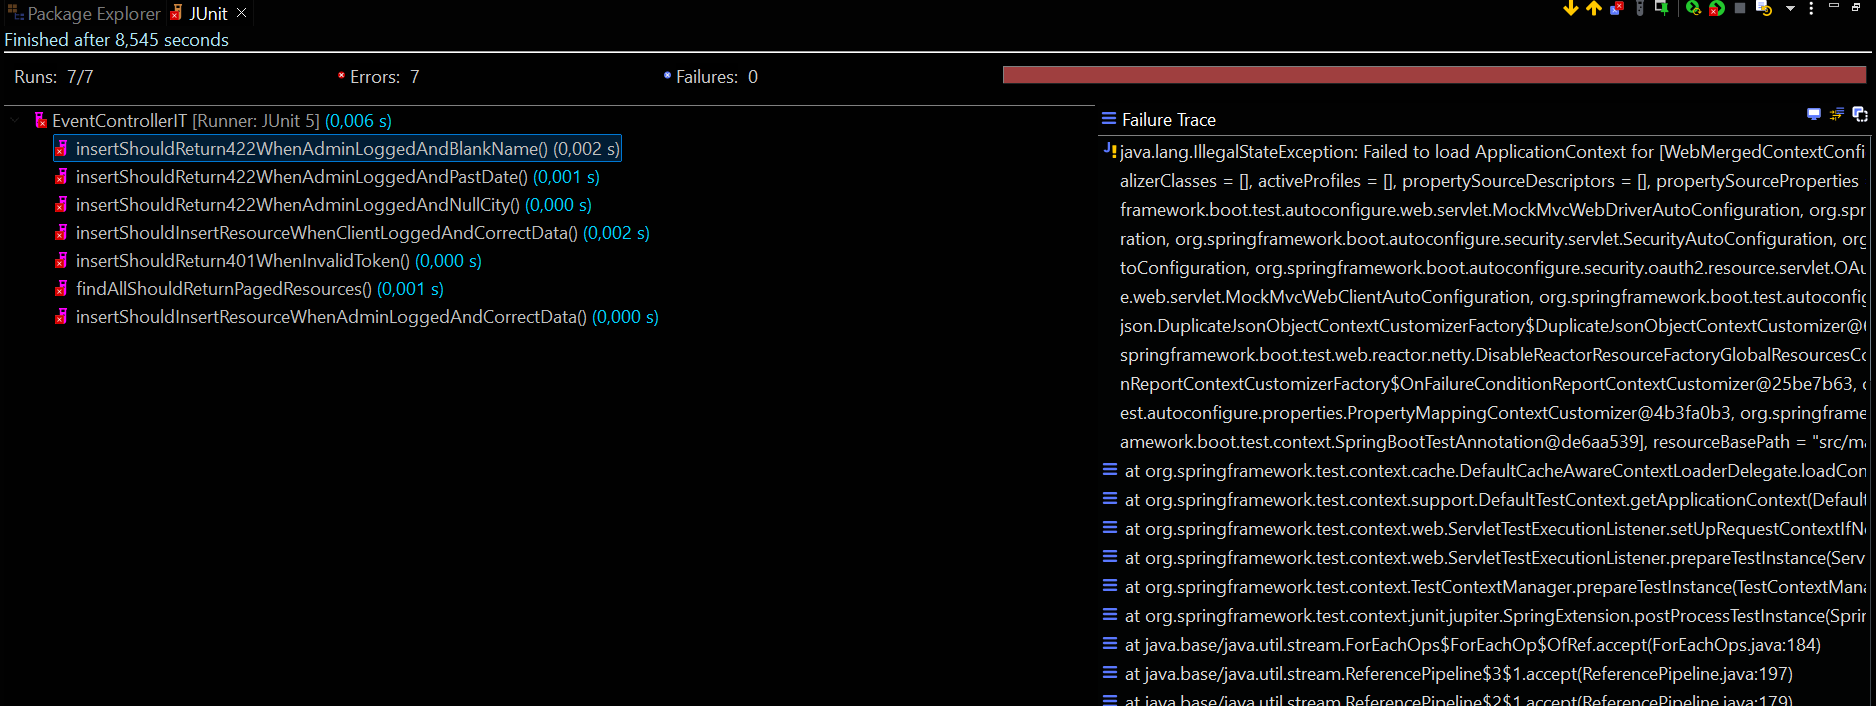 Package Explorer JUnit
Finished after 8,545 seconds
Runs: 7/7 Errors: 7 Failures: 0
EventControllerIT [Runner: JUnit 5] (0,006 s)
insertShouldReturn422WhenAdminLoggedAndBlankName() (0,002 s)
insertShouldReturn422WhenAdminLoggedAndPastDate() (0,001 s)
insertShouldReturn422WhenAdminLoggedAndNullCity() (0,000 s)
insertShouldInsertResourceWhenClientLoggedAndCorrectData() (0,002 s)
insertShouldReturn401WhenInvalidToken() (0,000 s)
findAllShouldReturnPagedResources() (0,001 s)
insertShouldInsertResourceWhenAdminLoggedAndCorrectData() (0,000 s)
Failure Trace
java.lang.IllegalStateException: Failed to load ApplicationContext for [WebMergedContextConfi
alizerClasses = [], activeProfiles = [], propertySourceDescriptors = [], propertySourceProperties
framework.boot.test.autoconfigure.web.servlet.MockMvcWebDriverAutoConfiguration, org.spr
ration, org.springframework.boot.autoconfigure.security.servlet.SecurityAutoConfiguration, org
toConfiguration, org.springframework.boot.autoconfigure.security.oauth2.resource.servlet.OAu
e.web.servlet.MockMvcWebClientAutoConfiguration, org.springframework.boot.test.autoconfig
json.DuplicateJsonObjectContextCustomizerFactory$DuplicateJsonObjectContextCustomizer@6
springframework.boot.test.web.reactor.netty.DisableReactorResourceFactoryGlobalResourcesCo
nReportContextCustomizerFactory$OnFailureConditionReportContextCustomizer@25be7b63, o
est.autoconfigure.properties.PropertyMappingContextCustomizer@4b3fa0b3, org.springframe
amework.boot.test.context.SpringBootTestAnnotation@de6aa539], resourceBasePath = "src/ma
at org.springframework.test.context.cache.DefaultCacheAwareContextLoaderDelegate.loadCon
at org.springframework.test.context.support.DefaultTestContext.getApplicationContext(Default
at org.springframework.test.context.web.ServletTestExecutionListener.setUpRequestContextIfNe
at org.springframework.test.context.web.ServletTestExecutionListener.prepareTestInstance(Serv
at org.springframework.test.context.TestContextManager.prepareTestInstance(TestContextMana
at org.springframework.test.context.junit.jupiter.SpringExtension.postProcessTestInstance(Sprin
at java.base/java.util.stream.ForEachOps$ForEachOp$OfRef.accept(ForEachOps.java:184)
at java.base/java.util.stream.ReferencePipeline$3$1.accept(ReferencePipeline.java:197)
at java.base/java.util.stream.ReferencePipeline$2$1.accept(ReferencePipeline.java:179)